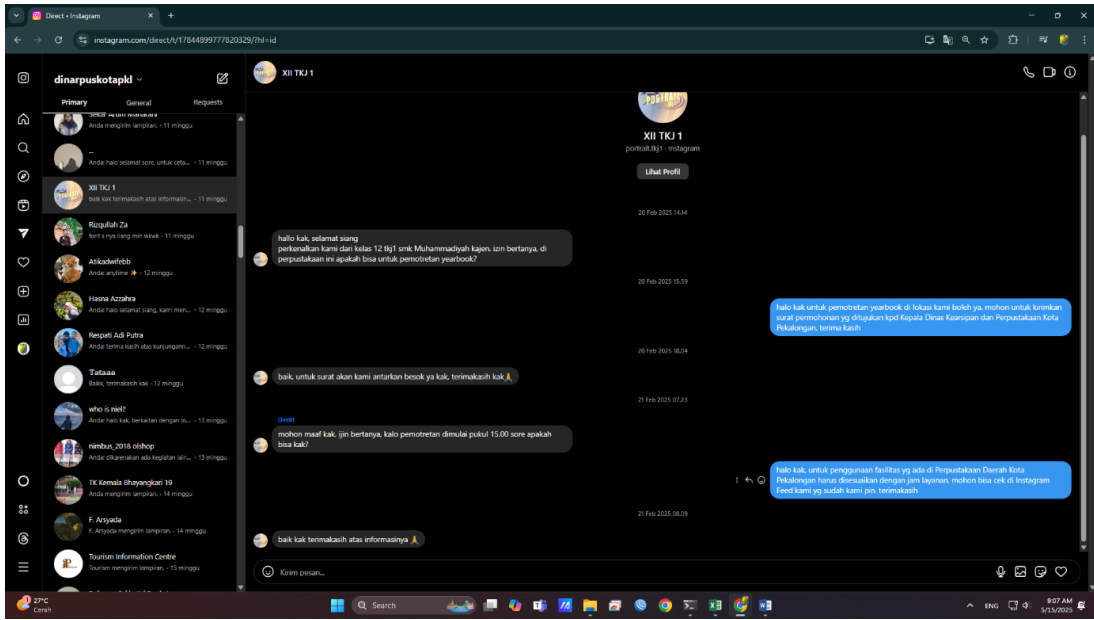 Direct • Instagram
instagram.com/direct/t/17844899777820329/?hl=id
dinarpuskotapkl
Primary General Requests
Sekar Arum Maharani
Anda mengirim lampiran. · 11 minggu
_
Anda: halo selamat sore, untuk ceta... · 11 minggu
XII TKJ 1
baik kak terimakasih atas informasin... · 11 minggu
Rizqullah Za
font s nya ilang min wkwk · 11 minggu
Atikadwifebb
Anda: anytime ✨ · 12 minggu
Hasna Azzahra
Anda: halo selamat siang, kami men... · 12 minggu
Respati Adi Putra
Anda: terima kasih atas kunjungann... · 12 minggu
Tataaa
Baikk, terimakasih kak · 12 minggu
who is niel?
Anda: halo kak, berkaitan dengan lo... · 13 minggu
nimbus_2018 olshop
Anda: dikarenakan ada kegiatan lain... · 13 minggu
TK Kemala Bhayangkari 19
Anda mengirim lampiran. · 14 minggu
F. Arsyada
F. Arsyada mengirim lampiran. · 14 minggu
Tourism Information Centre
Tourism mengirim lampiran. · 15 minggu
XII TKJ 1
PORTRAIT
XII TKJ 1
portrait.tkj1 · Instagram
Lihat Profil
20 Feb 2025 14.14
hallo kak, selamat siang
perkenalkan kami dari kelas 12 tkj1 smk Muhammadiyah kajen. izin bertanya, di
perpustakaan ini apakah bisa untuk pemotretan yearbook?
20 Feb 2025 15.59
halo kak untuk pemotretan yearbook di lokasi kami boleh ya. mohon untuk kirimkan
surat permohonan yg ditujukan kpd Kepala Dinas Kearsipan dan Perpustakaan Kota
Pekalongan, terima kasih
20 Feb 2025 18.04
baik, untuk surat akan kami antarkan besok ya kak, terimakasih kak🙏
21 Feb 2025 07.23
Diedit
mohon maaf kak. ijin bertanya, kalo pemotretan dimulai pukul 15.00 sore apakah
bisa kak?
halo kak, untuk penggunaan fasilitas yg ada di Perpustakaan Daerah Kota
Pekalongan harus disesuaikan dengan jam layanan. mohon bisa cek di Instagram
Feed kami yg sudah kami pin. terimakasih
21 Feb 2025 08.09
baik kak terimakasih atas informasinya 🙏
Kirim pesan...
27°C
Cerah
Search
ENG
9:07 AM
5/15/2025